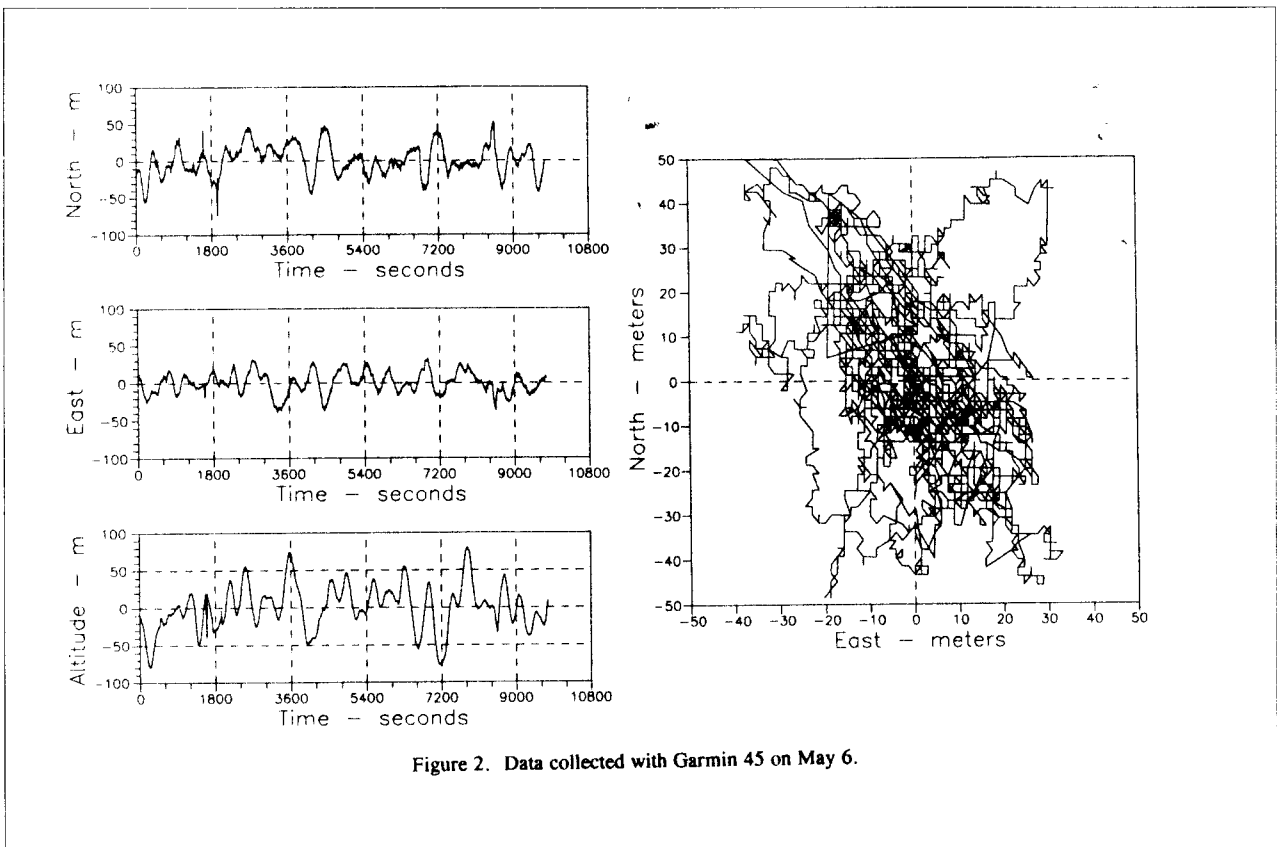 100
50
0
-50
-100
North - m
0 1800 3600 5400 7200 9000 10800
Time - seconds
100
50
0
-50
-100
East - m
0 1800 3600 5400 7200 9000 10800
Time - seconds
100
50
0
-50
-100
Altitude - m
0 1800 3600 5400 7200 9000 10800
Time - seconds
50
40
30
20
10
0
-10
-20
-30
-40
-50
North - meters
-50 -40 -30 -20 -10 0 10 20 30 40 50
East - meters
Figure 2. Data collected with Garmin 45 on May 6.